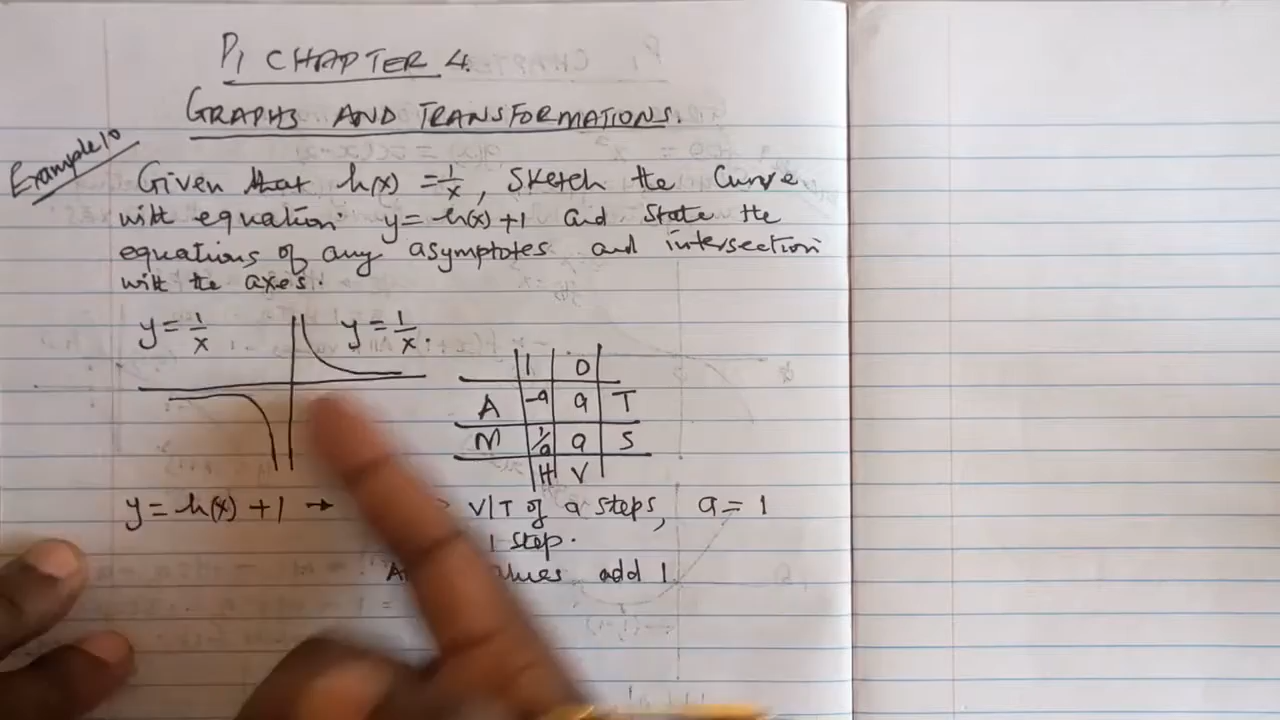 P1 CHAPTER 4.
GRAPHS AND TRANSFORMATIONS.
Example 10
Given that h(x) = 1/x, Sketch the Curve
with equation y = h(x) + 1 and State the
equations of any asymptotes and intersection
with the axes.
y = 1/x
y = 1/x.
I O
A -a a T
M 1/a a S
H V
y = h(x) + 1 → V/T of a steps, a = 1
1 step.
add 1